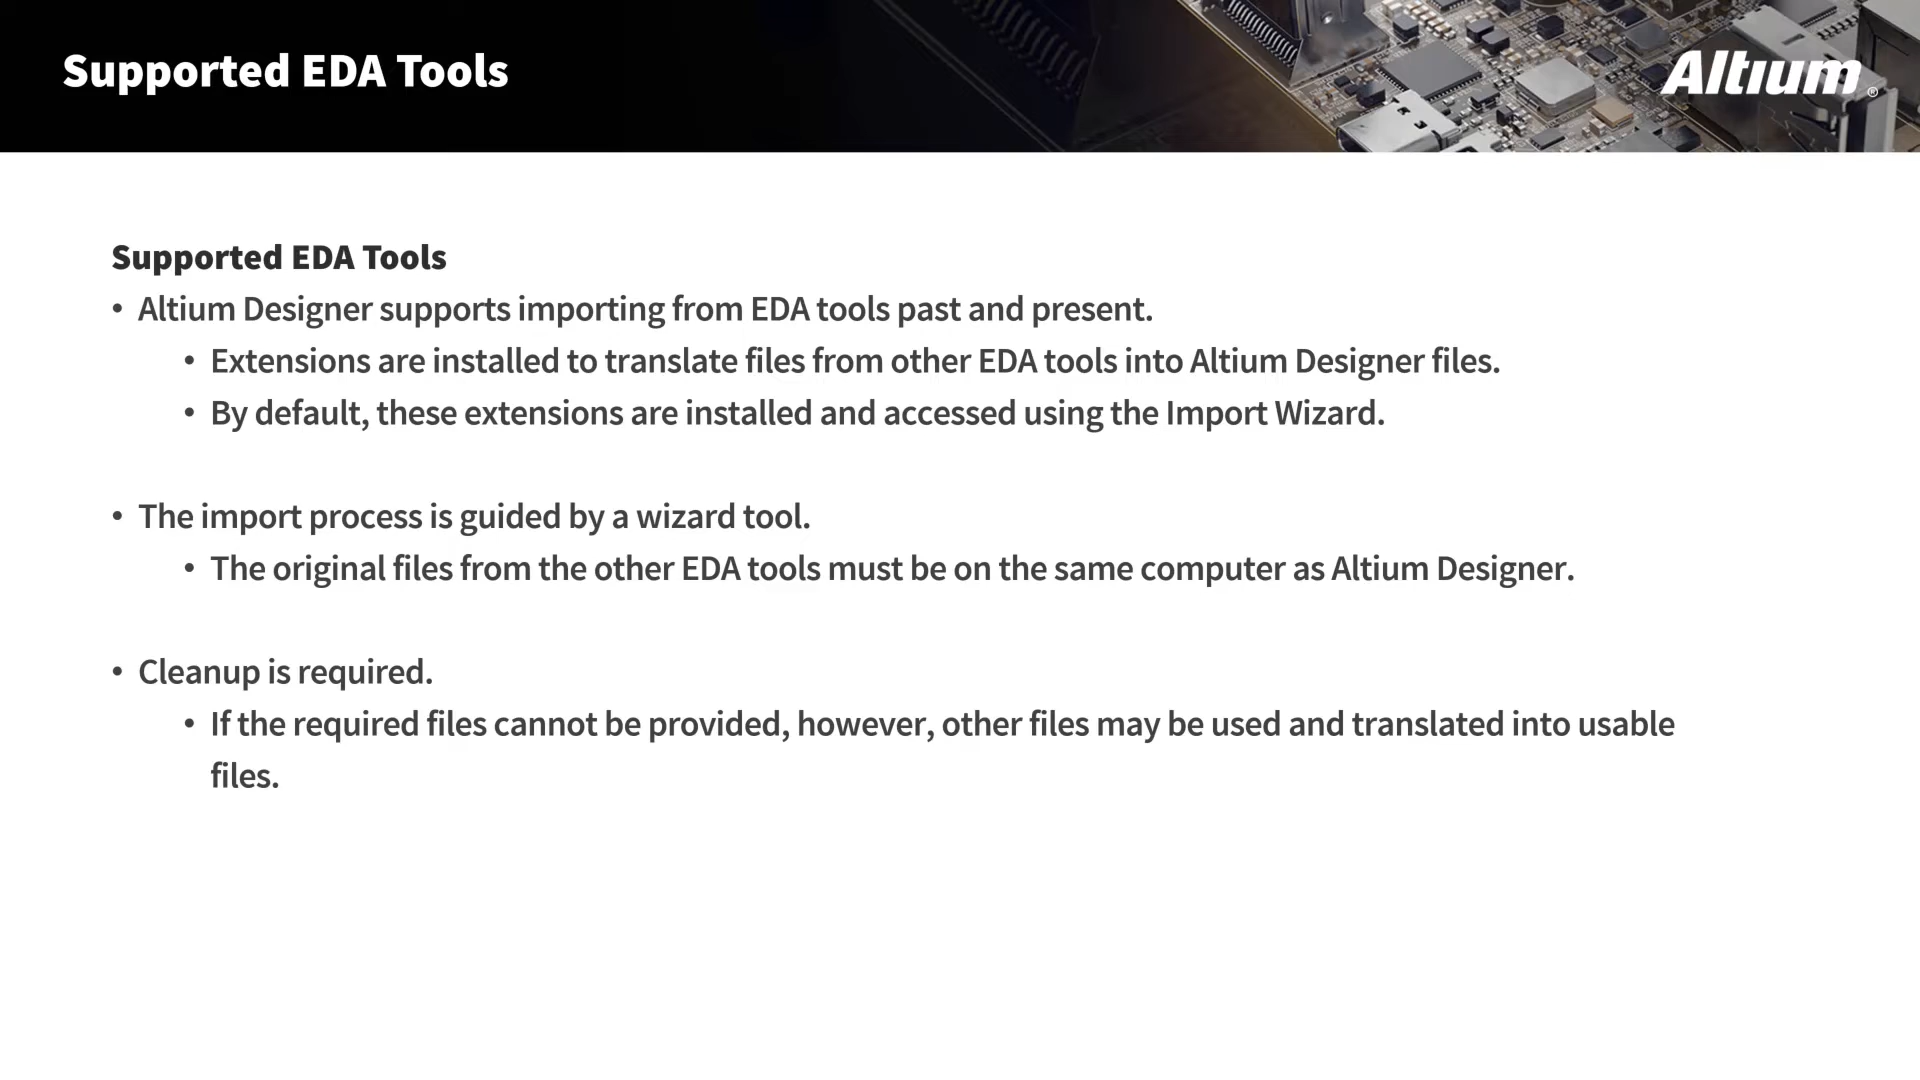 Supported EDA Tools
Altium®
Supported EDA Tools
• Altium Designer supports importing from EDA tools past and present.
• Extensions are installed to translate files from other EDA tools into Altium Designer files.
• By default, these extensions are installed and accessed using the Import Wizard.
• The import process is guided by a wizard tool.
• The original files from the other EDA tools must be on the same computer as Altium Designer.
• Cleanup is required.
• If the required files cannot be provided, however, other files may be used and translated into usable
files.